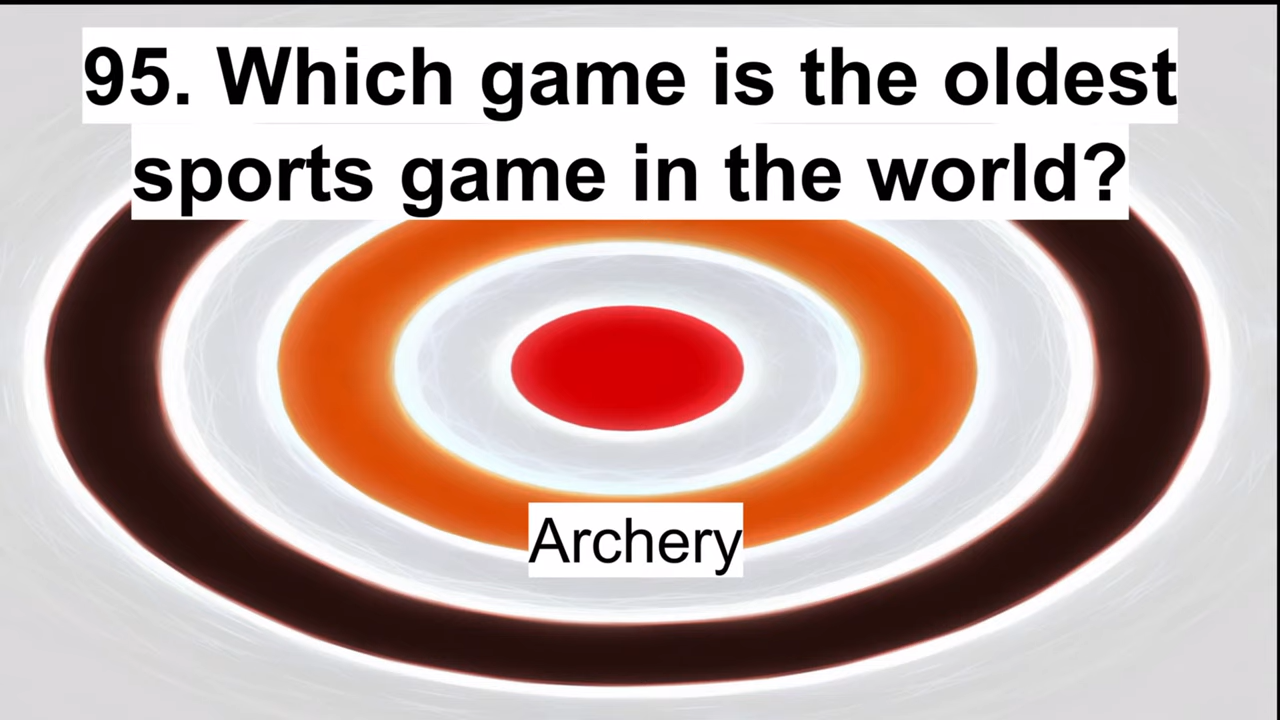 95. Which game is the oldest
sports game in the world?
Archery